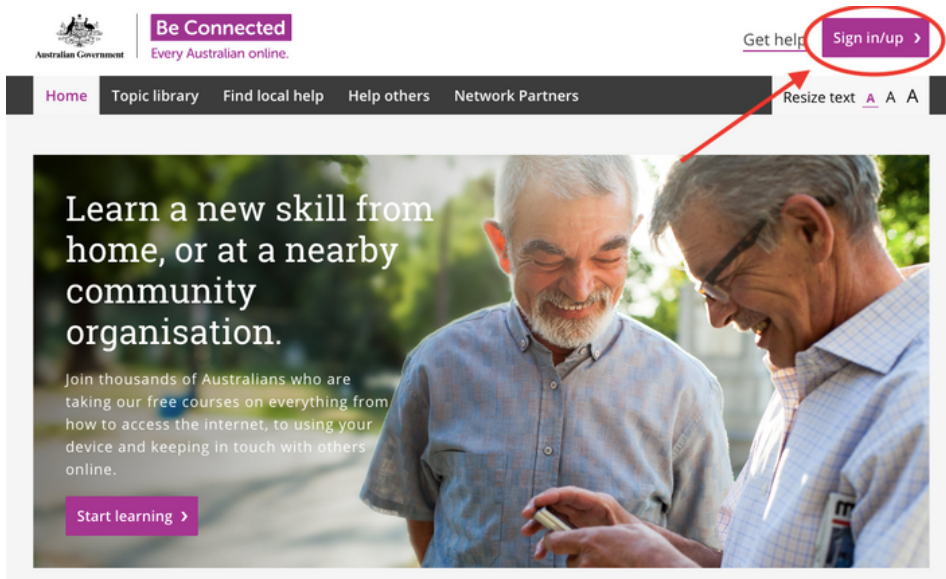 Australian Government
Be Connected
Every Australian online.
Get help
Sign in/up
Home
Topic library
Find local help
Help others
Network Partners
Resize text A A A
Learn a new skill from
home, or at a nearby
community
organisation.
Join thousands of Australians who are
taking our free courses on everything from
how to access the internet, to using your
device and keeping in touch with others
online.
Start learning